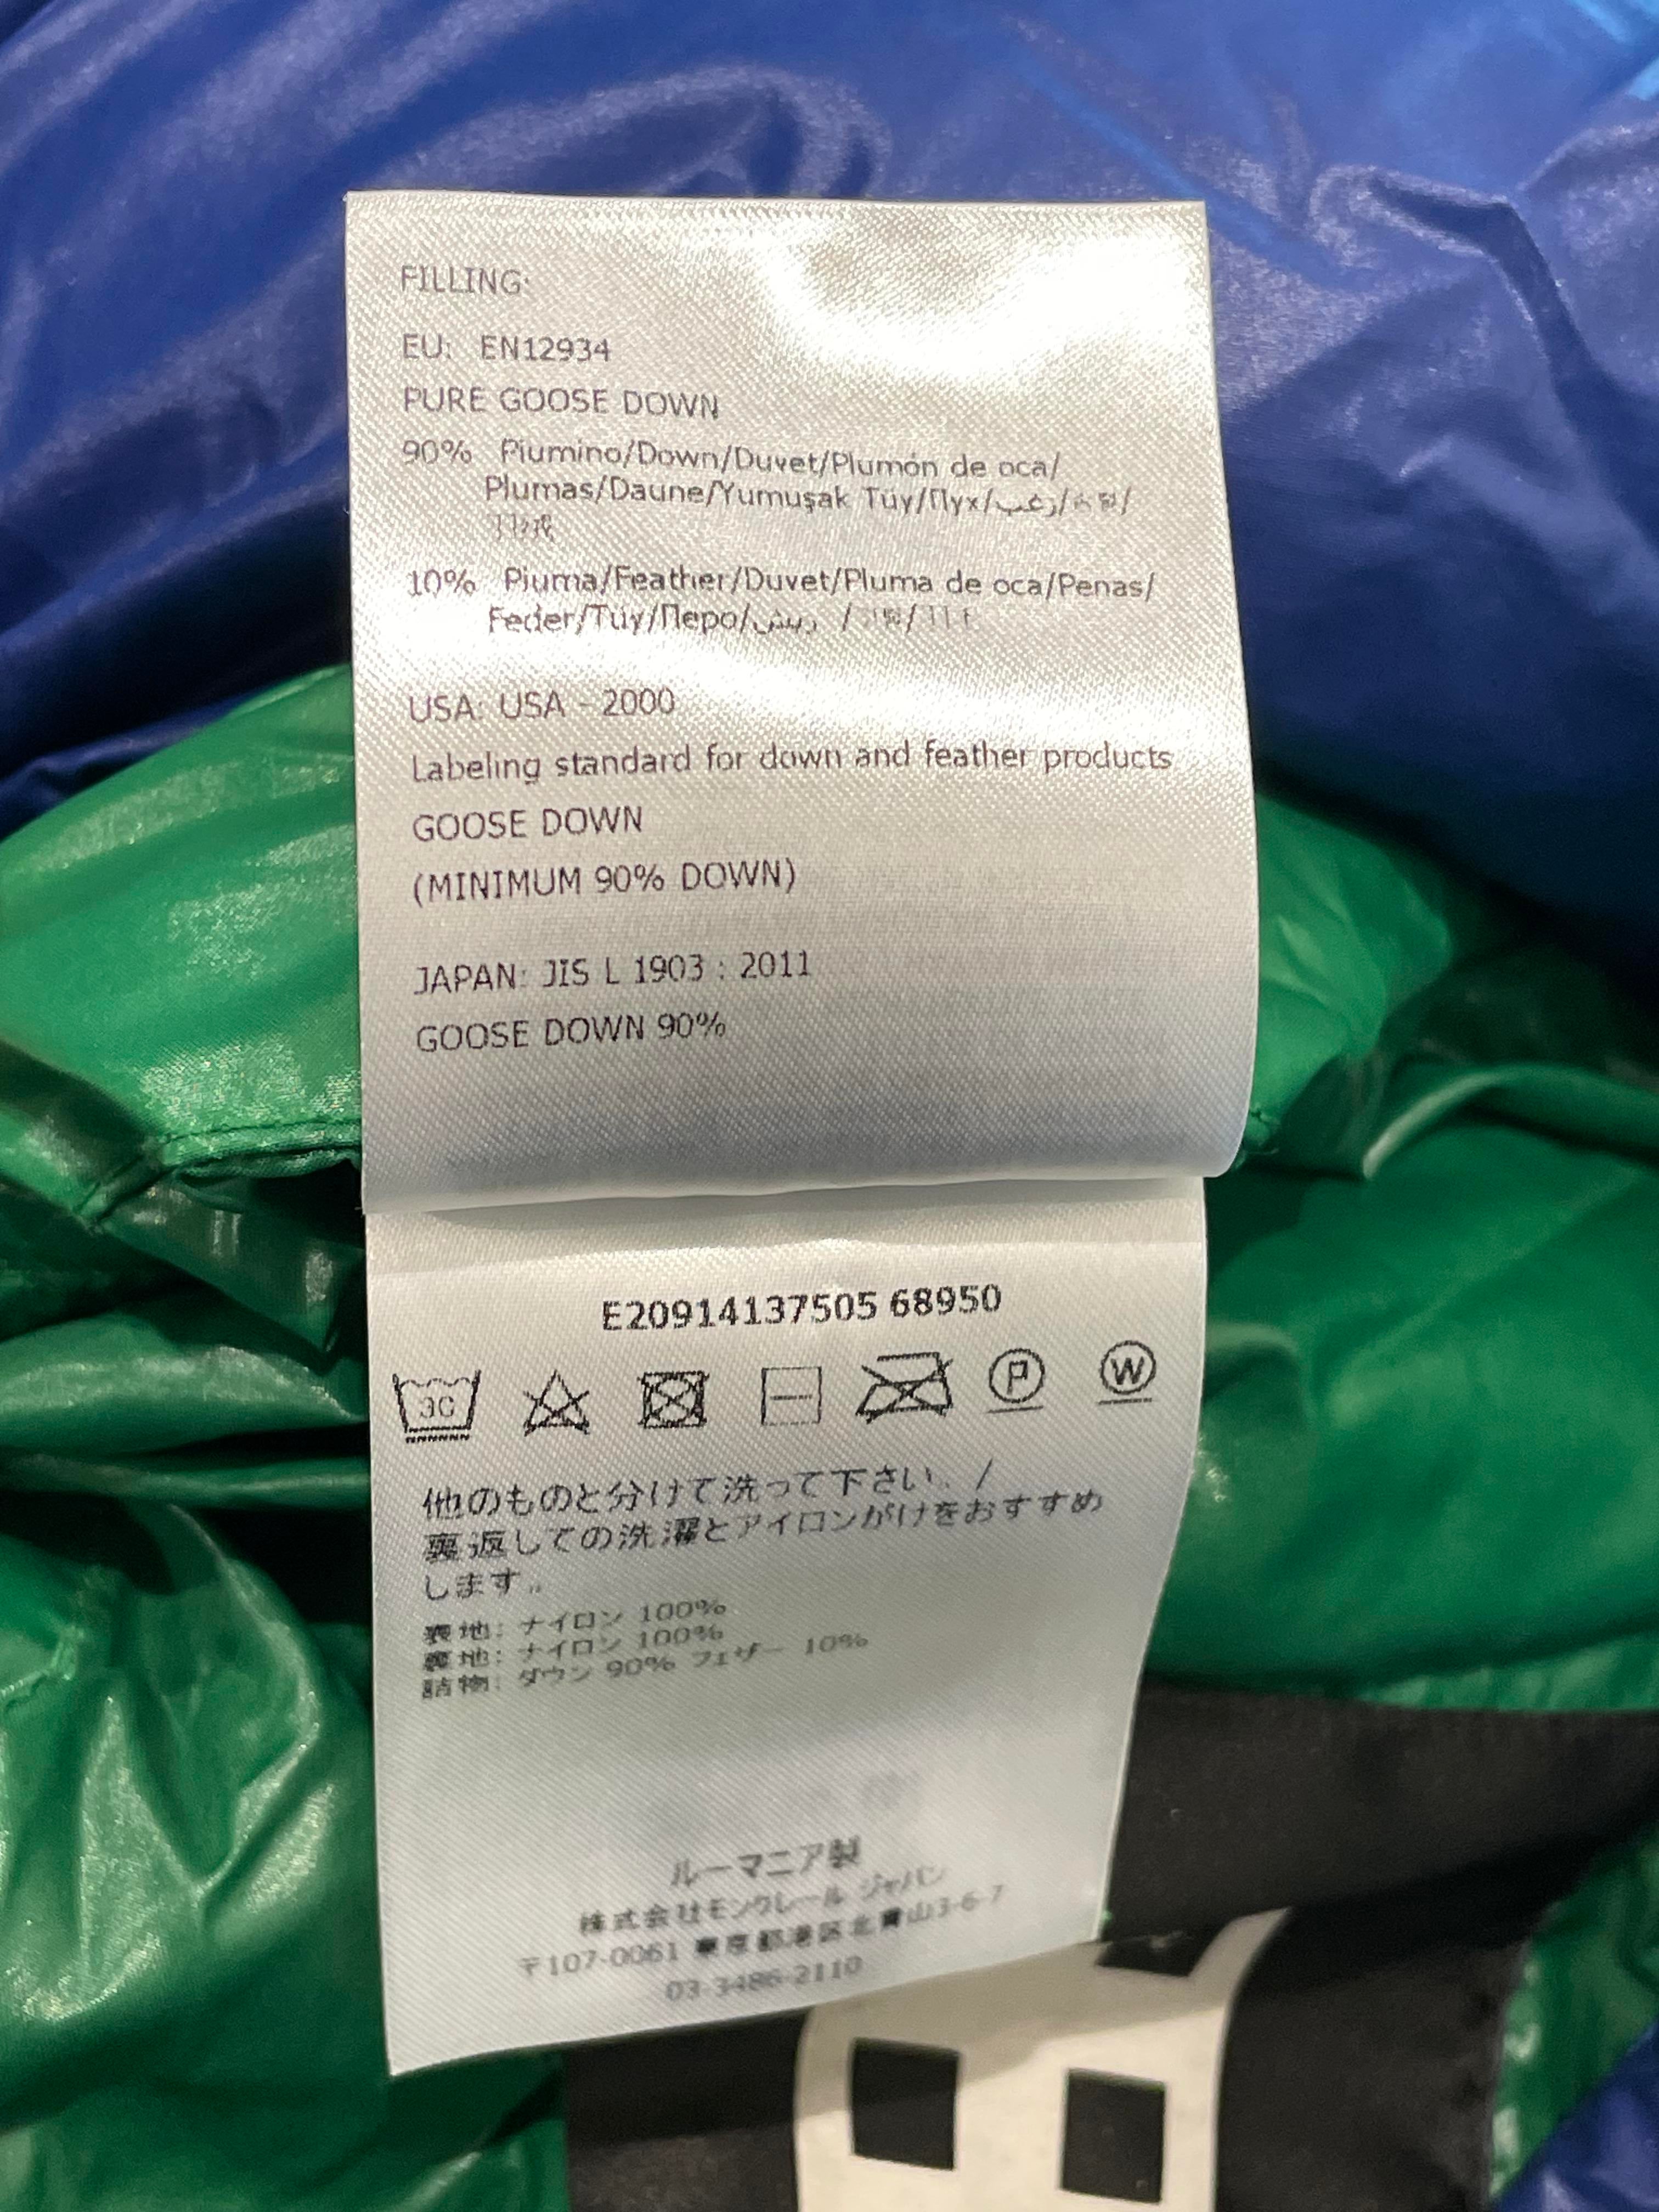 FILLING:
EU: EN12934
PURE GOOSE DOWN
90% Piumino/Down/Duvet/Plumón de oca/
Plumas/Daune/Yumuşak Tüy/Пух/زغب/
10% Piuma/Feather/Duvet/Pluma de oca/Penas/
Feder/Tüy/Перо/ريش /
USA: USA - 2000
Labeling standard for down and feather products
GOOSE DOWN
(MINIMUM 90% DOWN)
JAPAN: JIS L 1903 : 2011
GOOSE DOWN 90%
E20914137505 68950
30 P W
他のものと分けて洗って下さい。/
裏返しての洗濯とアイロンがけをおすすめ
します。
表地: ナイロン 100%
裏地: ナイロン 100%
詰物: ダウン 90% フェザー 10%
ルーマニア製
株式会社モンクレール ジャパン
〒107-0061 東京都港区北青山3-6-7
03-3486-2110